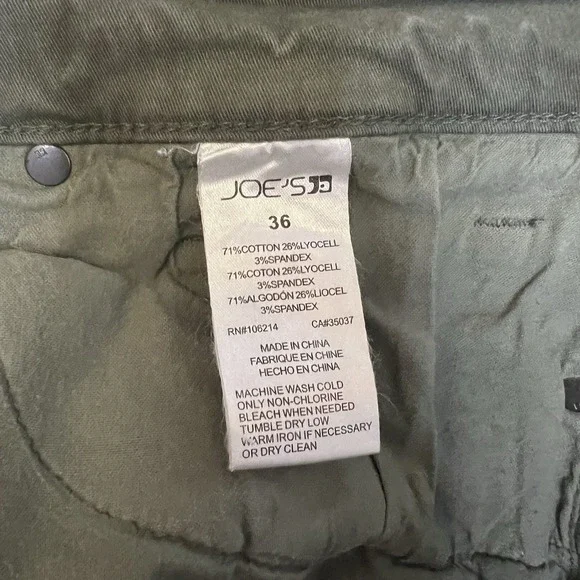 JOE'S
36
71%COTTON 26%LYOCELL
3%SPANDEX
71%COTON 26%LYOCELL
3%SPANDEX
71%ALGODÓN 26%LIOCEL
3%SPANDEX
RN#106214 CA#35037
MADE IN CHINA
FABRIQUE EN CHINE
HECHO EN CHINA
MACHINE WASH COLD
ONLY NON-CHLORINE
BLEACH WHEN NEEDED
TUMBLE DRY LOW
WARM IRON IF NECESSARY
OR DRY CLEAN